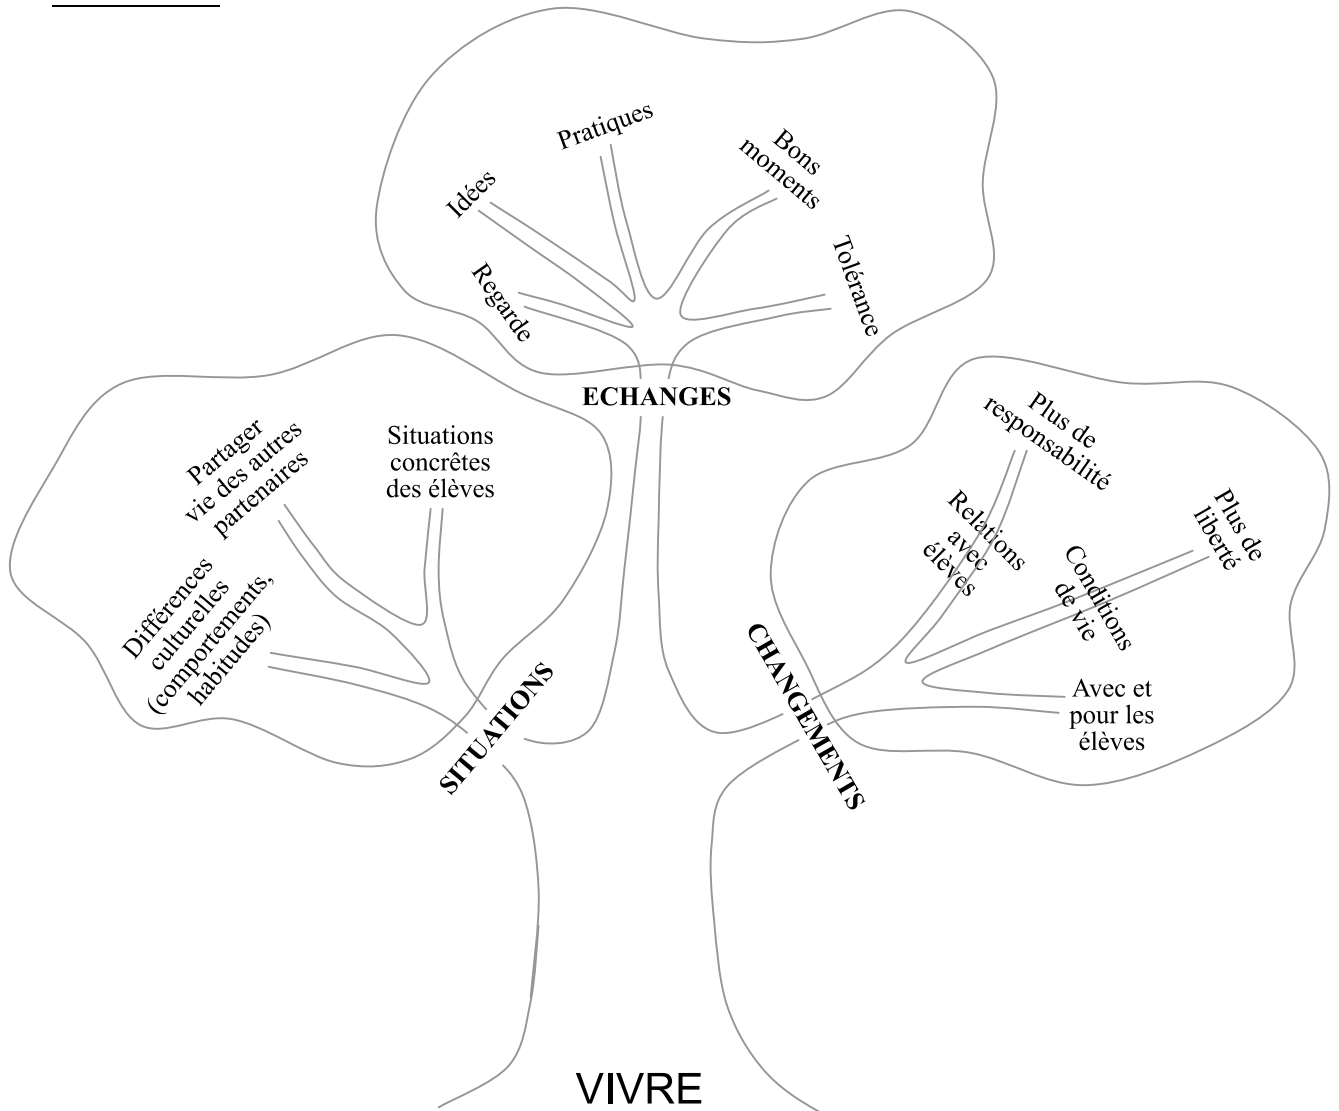 Pratiques
Bons
moments
Idées
Tolérance
Regarde
ECHANGES
Partager
vie des autres
partenaires
Situations
concrêtes
des élèves
Différences
culturelles
(comportements,
habitudes)
SITUATIONS
Plus de
responsabilité
Relations
avec
élèves
Plus de
liberté
Conditions
de vie
Avec et
pour les
élèves
CHANGEMENTS
VIVRE